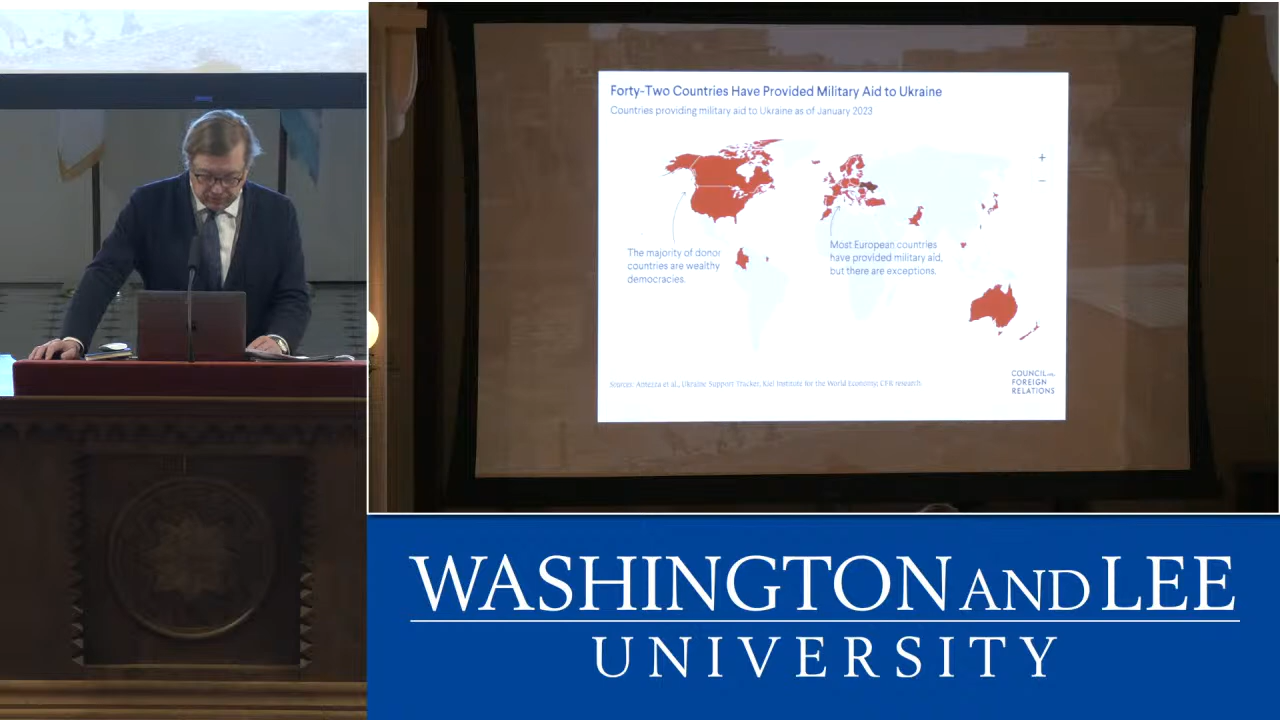 Forty-Two Countries Have Provided Military Aid to Ukraine
Countries providing military aid to Ukraine as of January 2023
+
−
The majority of donor
countries are wealthy
democracies.
Most European countries
have provided military aid,
but there are exceptions.
Sources: Antezza et al., Ukraine Support Tracker, Kiel Institute for the World Economy; CFR research.
COUNCIL on
FOREIGN
RELATIONS
WASHINGTON AND LEE
UNIVERSITY